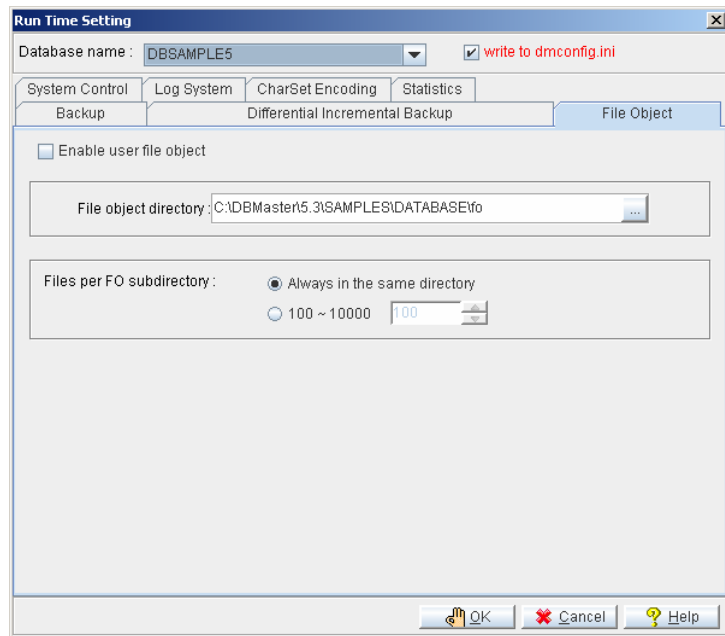 Run Time Setting
Database name : DBSAMPLE5 write to dmconfig.ini
System Control Log System CharSet Encoding Statistics
Backup Differential Incremental Backup File Object
Enable user file object
File object directory : C:\DBMaster\5.3\SAMPLES\DATABASE\fo ...
Files per FO subdirectory : Always in the same directory
100 ~ 10000 100
OK Cancel Help